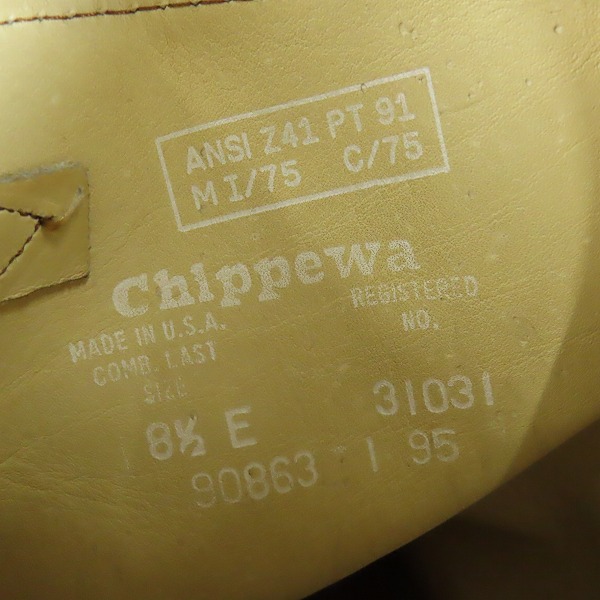 ANSI Z41 PT 91
M I/75 C/75
Chippewa
REGISTERED
NO.
MADE IN U.S.A.
COMB. LAST
SIZE
8½ E 31031
90863 1 95